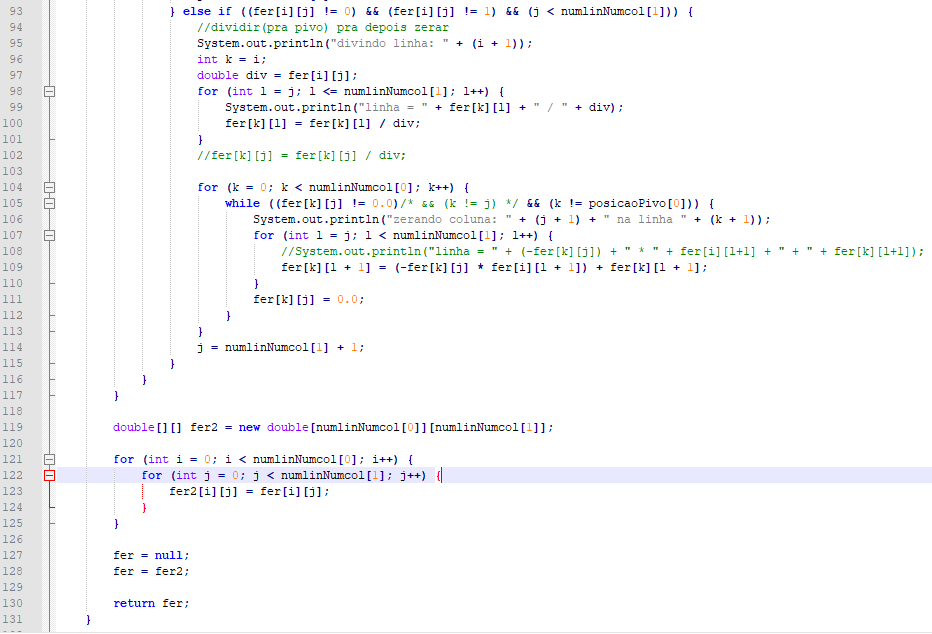 93 } else if ((fer[i][j] != 0) && (fer[i][j] != 1) && (j < numlinNumcol[1])) {
94 //dividir(pra pivo) pra depois zerar
95 System.out.println("divindo linha: " + (i + 1));
96 int k = i;
97 double div = fer[i][j];
98 for (int l = j; l <= numlinNumcol[1]; l++) {
99 System.out.println("linha = " + fer[k][l] + " / " + div);
100 fer[k][l] = fer[k][l] / div;
101 }
102 //fer[k][j] = fer[k][j] / div;
103
104 for (k = 0; k < numlinNumcol[0]; k++) {
105 while ((fer[k][j] != 0.0)/* && (k != j) */ && (k != posicaoPivo[0])) {
106 System.out.println("zerando coluna: " + (j + 1) + " na linha " + (k + 1));
107 for (int l = j; l < numlinNumcol[1]; l++) {
108 //System.out.println("linha = " + (-fer[k][j]) + " * " + fer[i][l+1] + " + " + fer[k][l+1]);
109 fer[k][l + 1] = (-fer[k][j] * fer[i][l + 1]) + fer[k][l + 1];
110 }
111 fer[k][j] = 0.0;
112 }
113 }
114 j = numlinNumcol[1] + 1;
115 }
116 }
117 }
118
119 double[][] fer2 = new double[numlinNumcol[0]][numlinNumcol[1]];
120
121 for (int i = 0; i < numlinNumcol[0]; i++) {
122 for (int j = 0; j < numlinNumcol[1]; j++) {
123 fer2[i][j] = fer[i][j];
124 }
125 }
126
127 fer = null;
128 fer = fer2;
129
130 return fer;
131 }